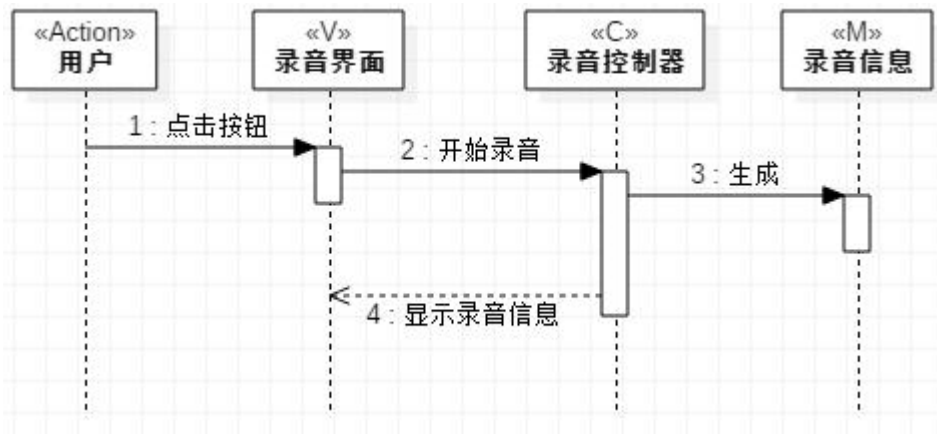 «Action»
用户
«V»
录音界面
«C»
录音控制器
«M»
录音信息
1 : 点击按钮
2 : 开始录音
3 : 生成
4 : 显示录音信息